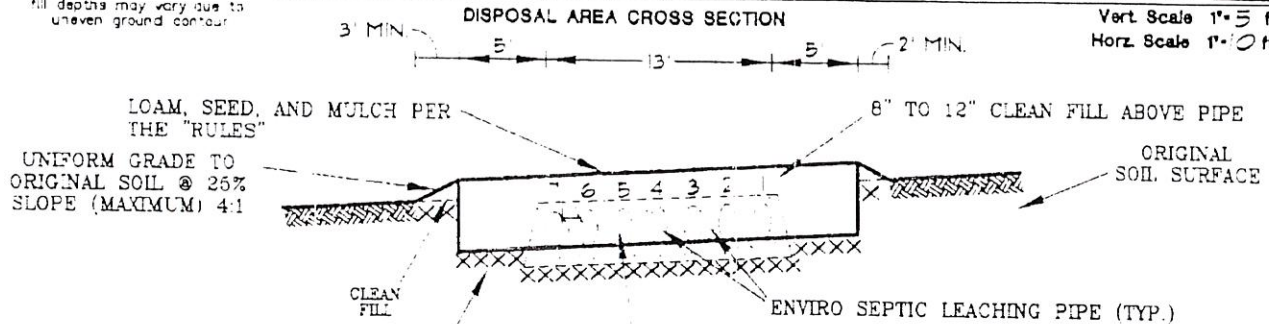 fill depths may vary due to
uneven ground contour
DISPOSAL AREA CROSS SECTION
Vert. Scale 1"=5 f
Horz. Scale 1"=10 f
3' MIN.
5'
13'
5'
2' MIN.
LOAM, SEED, AND MULCH PER
THE "RULES"
8" TO 12" CLEAN FILL ABOVE PIPE
UNIFORM GRADE TO
ORIGINAL SOIL @ 25%
SLOPE (MAXIMUM) 4:1
ORIGINAL
SOIL SURFACE
7 6 5 4 3 2 1
CLEAN
FILL
ENVIRO SEPTIC LEACHING PIPE (TYP.)